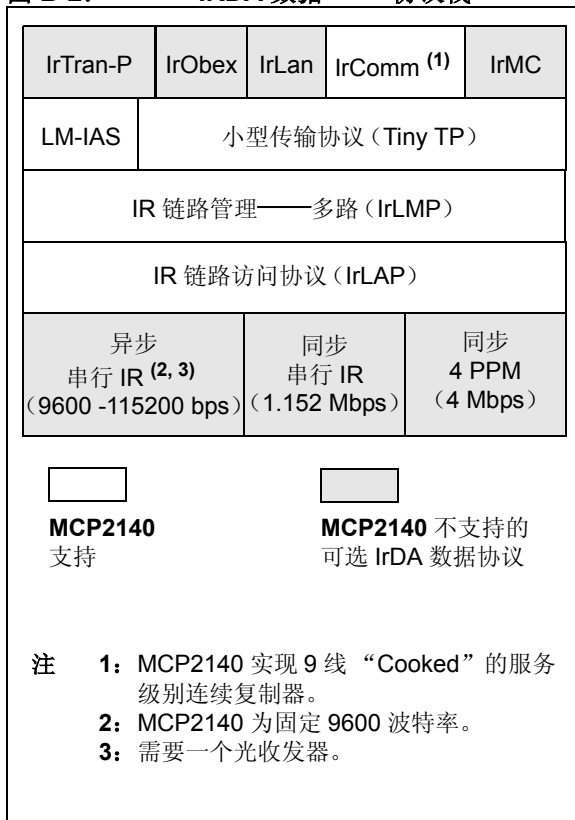 IrTran-P IrObex IrLan IrComm (1) IrMC
LM-IAS 小型传输协议（Tiny TP）
IR 链路管理——多路（IrLMP）
IR 链路访问协议（IrLAP）
异步
串行 IR (2, 3)
（9600 -115200 bps）
同步
串行 IR
（1.152 Mbps）
同步
4 PPM
（4 Mbps）
MCP2140
支持
MCP2140 不支持的
可选 IrDA 数据协议
注 1：MCP2140 实现 9 线 “Cooked”的服务
级别连续复制器。
2：MCP2140 为固定 9600 波特率。
3：需要一个光收发器。